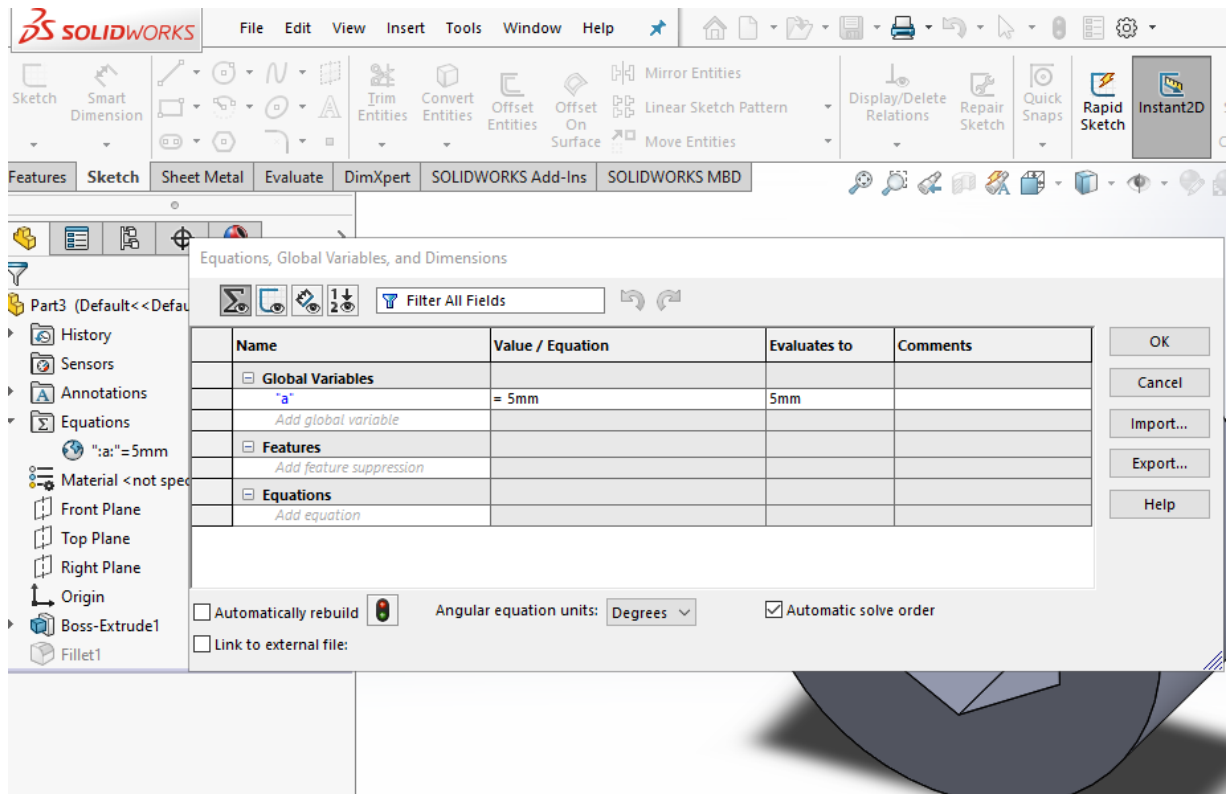 SOLIDWORKS File Edit View Insert Tools Window Help
Sketch Smart Dimension Trim Entities Convert Entities Offset Entities Offset On Surface Mirror Entities Linear Sketch Pattern Move Entities Display/Delete Relations Repair Sketch Quick Snaps Rapid Sketch Instant2D
Features Sketch Sheet Metal Evaluate DimXpert SOLIDWORKS Add-Ins SOLIDWORKS MBD
Equations, Global Variables, and Dimensions
Filter All Fields
Part3 (Default<<Defau
History
Sensors
Annotations
Equations
":a:"=5mm
Material <not spec
Front Plane
Top Plane
Right Plane
Origin
Boss-Extrude1
Fillet1
Name Value / Equation Evaluates to Comments
Global Variables
"a" = 5mm 5mm
Add global variable
Features
Add feature suppression
Equations
Add equation
OK
Cancel
Import...
Export...
Help
Automatically rebuild Angular equation units: Degrees Automatic solve order
Link to external file: